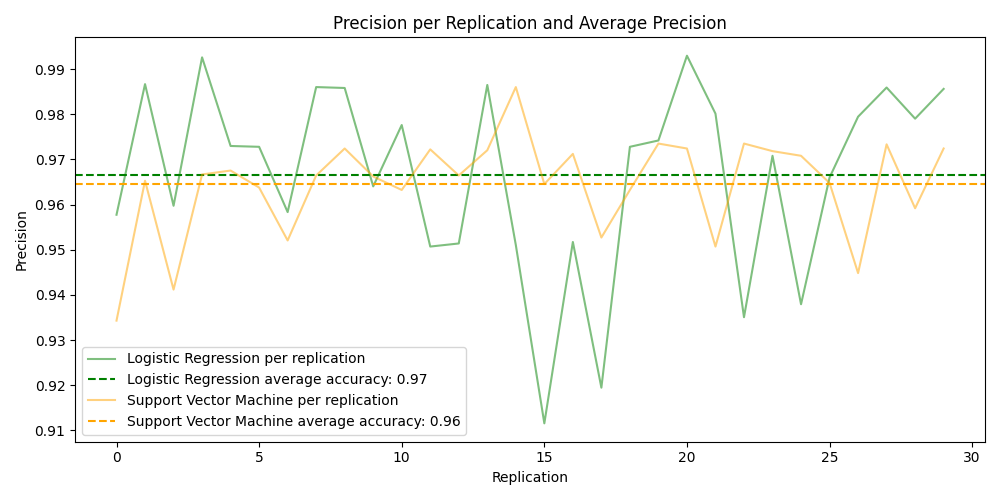 Precision per Replication and Average Precision
Precision
0.99
0.98
0.97
0.96
0.95
0.94
0.93
0.92
0.91
Logistic Regression per replication
Logistic Regression average accuracy: 0.97
Support Vector Machine per replication
Support Vector Machine average accuracy: 0.96
0 5 10 15 20 25 30
Replication